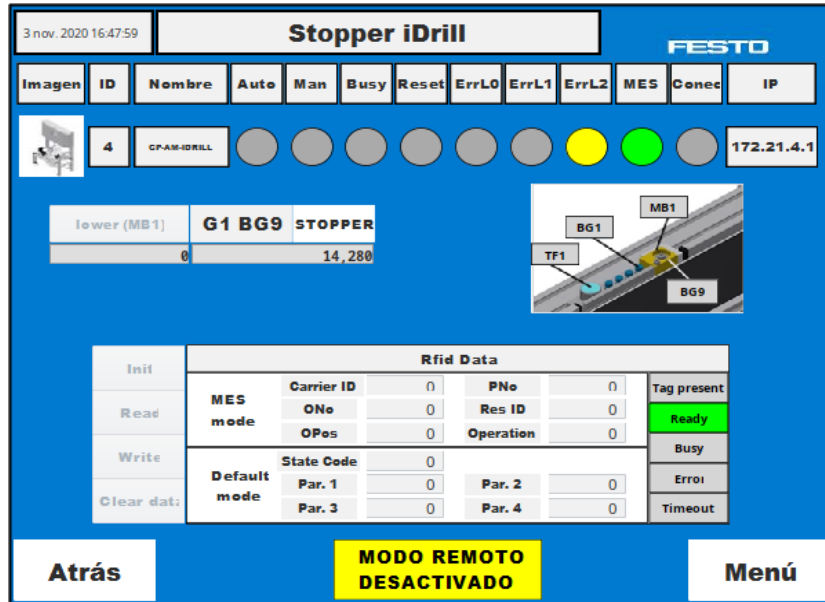 3 nov. 2020 16:47:59
Stopper iDrill
FESTO
Imagen ID Nombre Auto Man Busy Reset ErrL0 ErrL1 ErrL2 MES Conec IP
4 CP-AM-IDRILL 172.21.4.1
lower (MB1) G1 BG9 STOPPER
0 14,280
MB1
BG1
TF1
BG9
Rfid Data
Init
Read
Write
Clear data
MES
mode
Carrier ID 0 PNo 0
ONo 0 Res ID 0
OPos 0 Operation 0
Default
mode
State Code 0
Par. 1 0 Par. 2 0
Par. 3 0 Par. 4 0
Tag present
Ready
Busy
Error
Timeout
Atrás
MODO REMOTO
DESACTIVADO
Menú